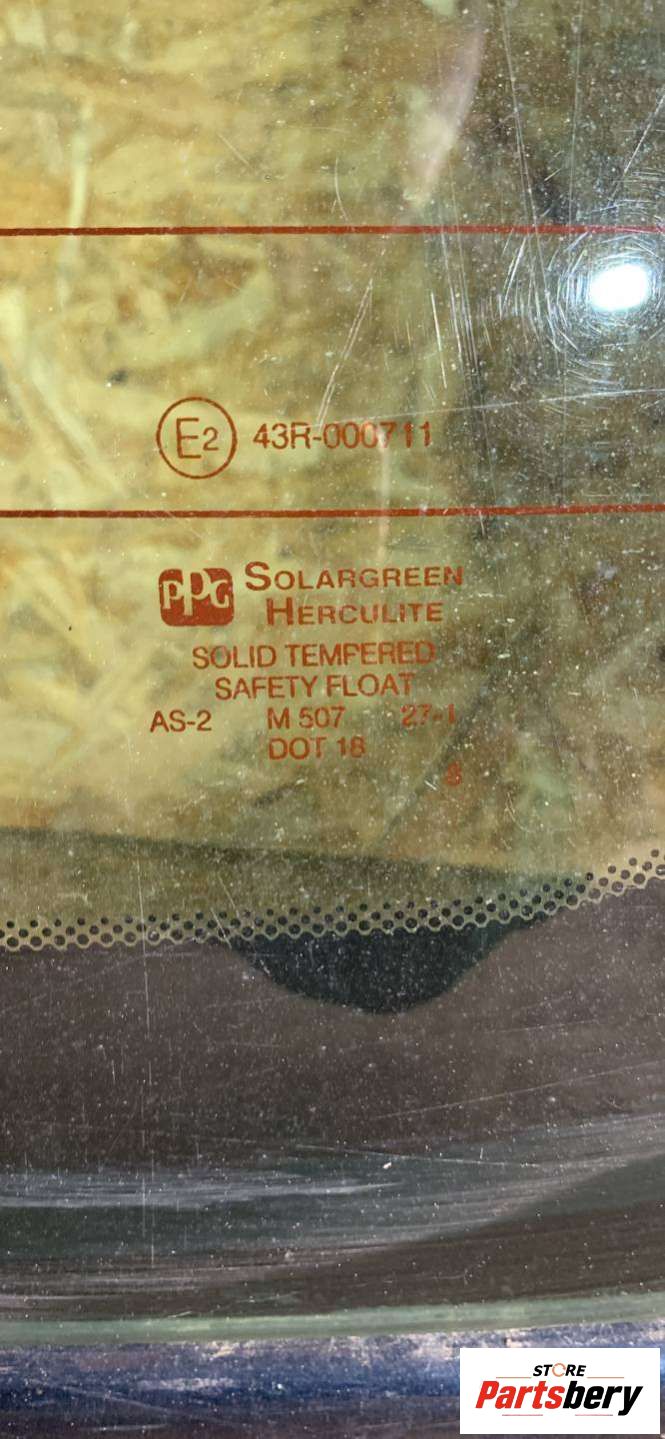 E2 43R-000711
PPG SOLARGREEN
HERCULITE
SOLID TEMPERED
SAFETY FLOAT
AS-2 M 507 27-1
DOT 18
8
STORE
Partsbery